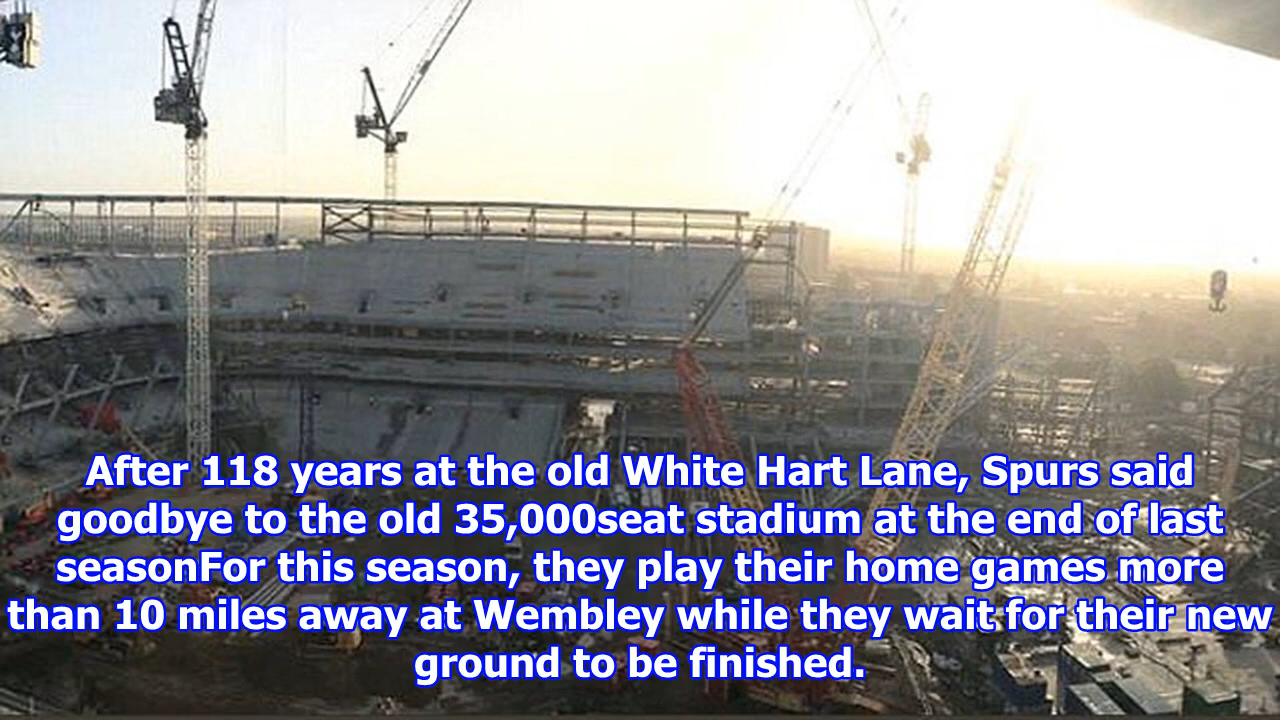 After 118 years at the old White Hart Lane, Spurs said
goodbye to the old 35,000seat stadium at the end of last
seasonFor this season, they play their home games more
than 10 miles away at Wembley while they wait for their new
ground to be finished.